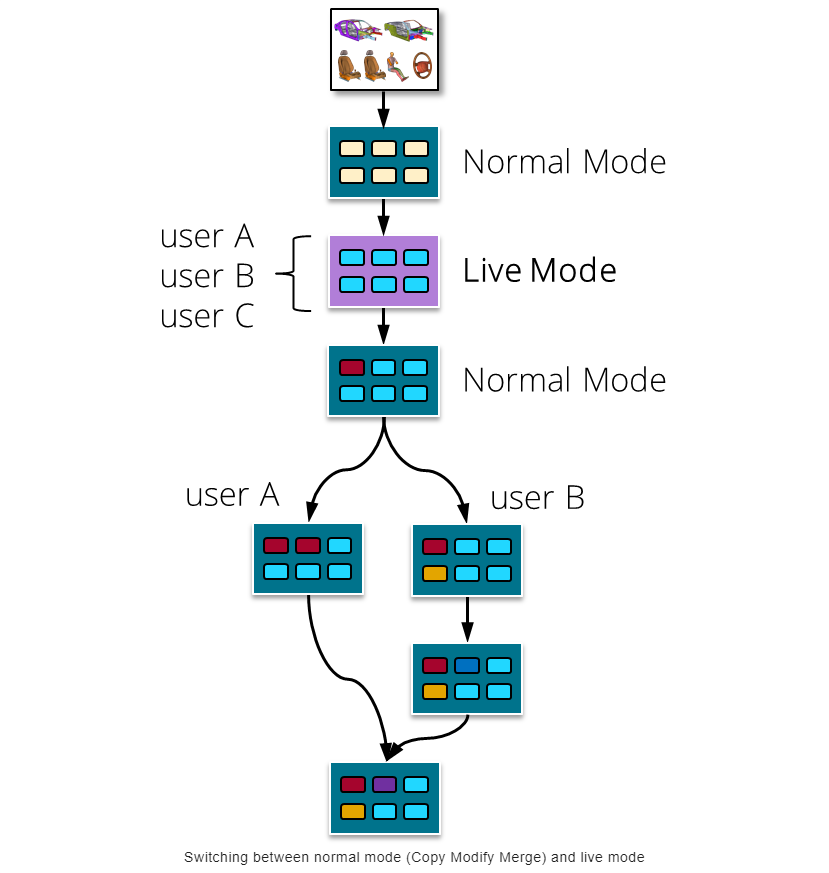 Normal Mode
user A
user B
user C
Live Mode
Normal Mode
user A
user B
Switching between normal mode (Copy Modify Merge) and live mode